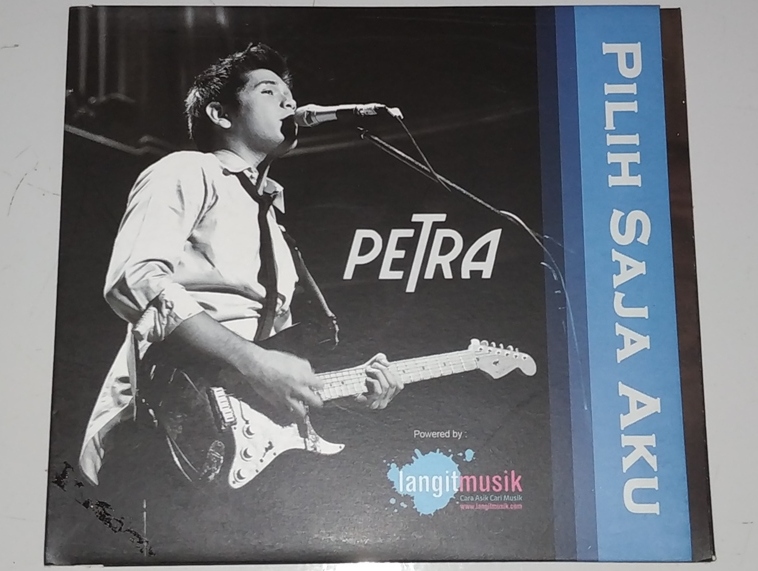 PETRA
Powered by :
langitmusik
Cara Asik Cari Musik
www.langitmusik.com
PILIH SAJA AKU